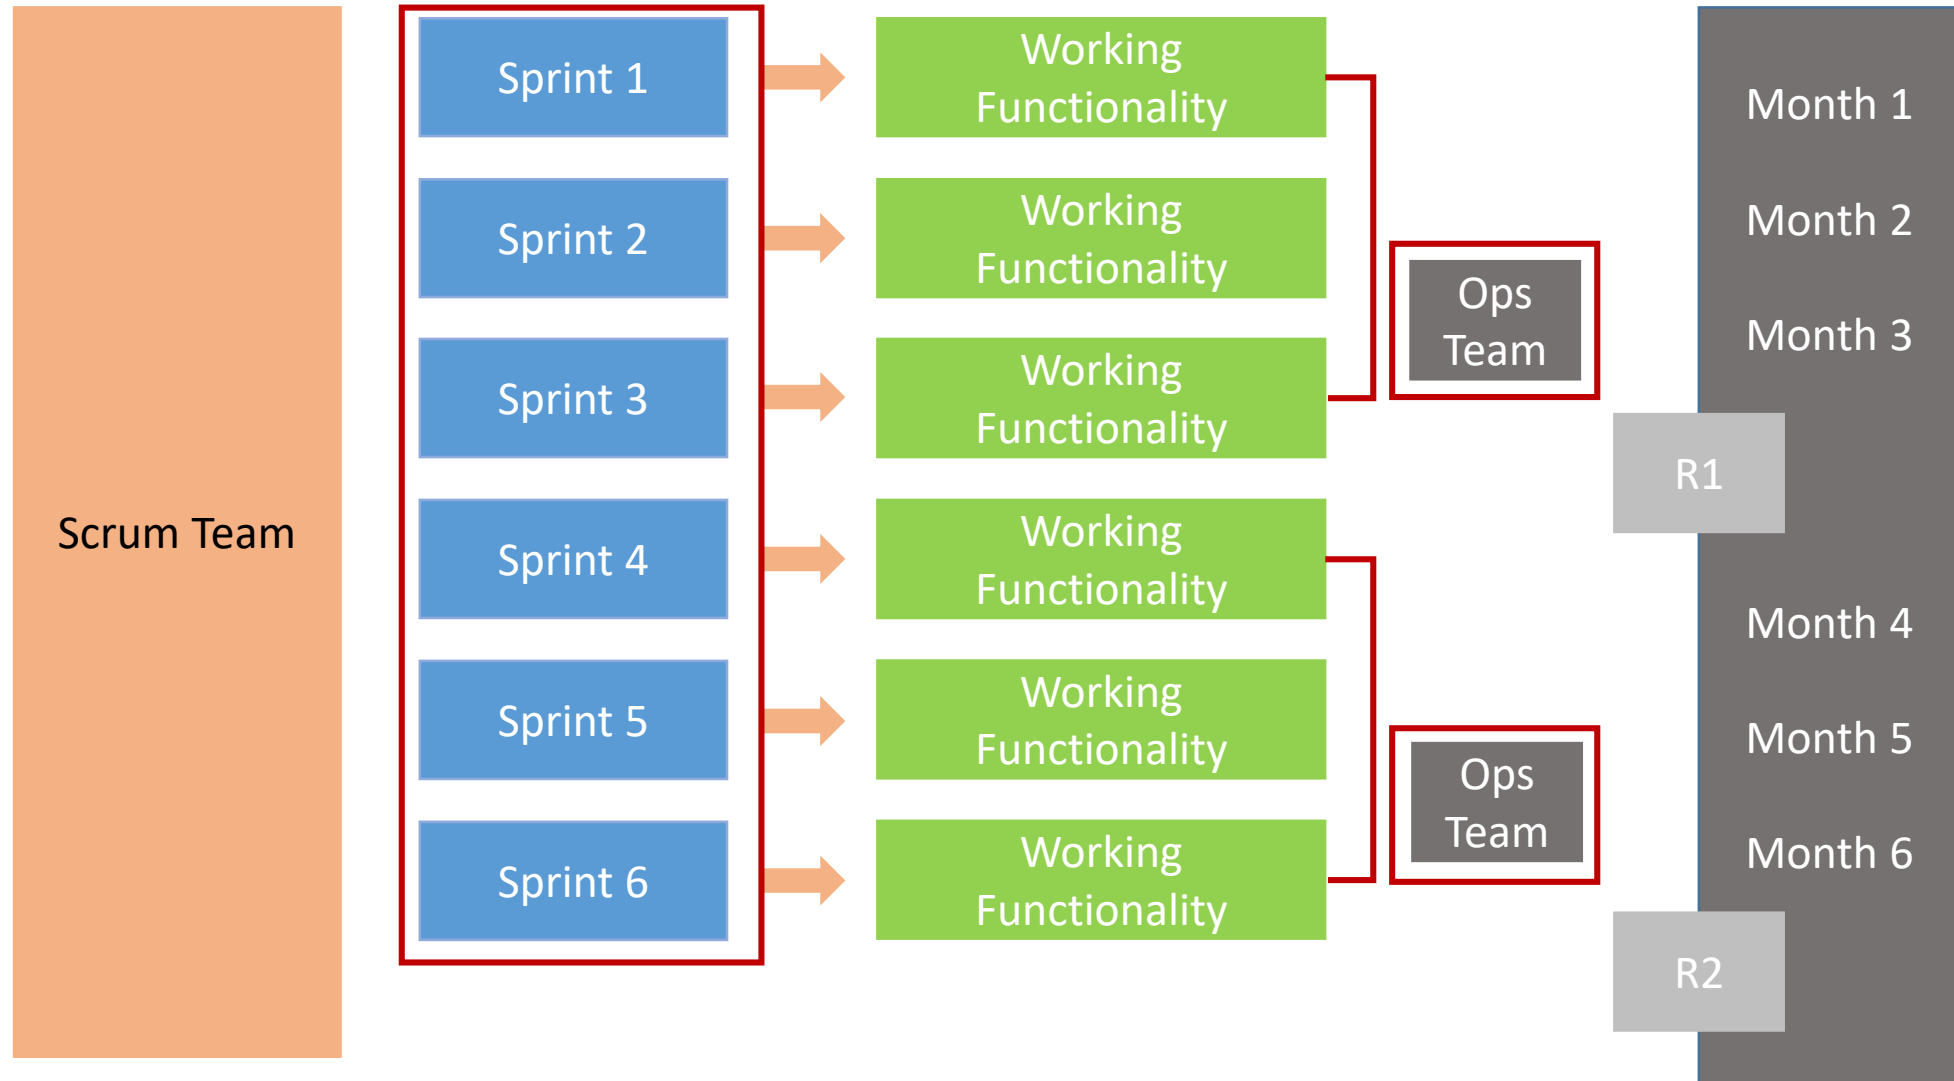 Scrum Team
Sprint 1
Working
Functionality
Sprint 2
Working
Functionality
Sprint 3
Working
Functionality
Sprint 4
Working
Functionality
Sprint 5
Working
Functionality
Sprint 6
Working
Functionality
Ops
Team
Ops
Team
Month 1
Month 2
Month 3
R1
Month 4
Month 5
Month 6
R2